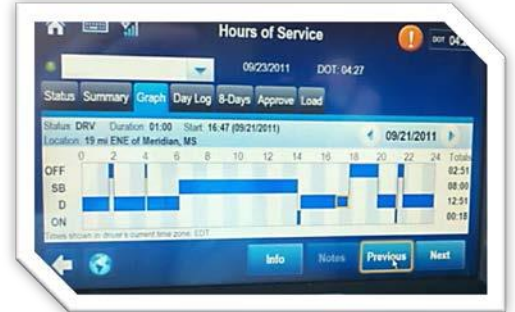 Hours of Service
DOT 04:2
09/23/2011 DOT: 04:27
Status Summary Graph Day Log 8-Days Approve Load
Status: DRV Duration: 01:00 Start: 16:47 (09/21/2011)
Location: 19 mi ENE of Meridian, MS
09/21/2011
0 2 4 6 8 10 12 14 16 18 20 22 24 Totals
OFF 02:51
SB 08:00
D 12:51
ON 00:18
Times shown in driver's current time zone: EDT
Info Notes Previous Next